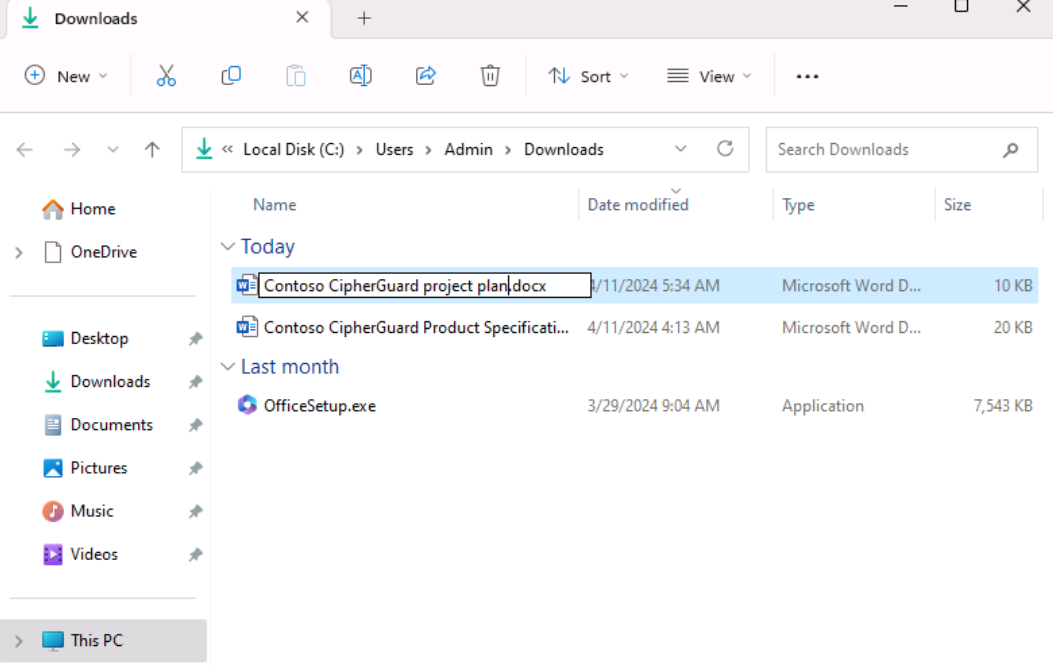 Downloads
New Sort View
Local Disk (C:) Users Admin Downloads Search Downloads
Home
OneDrive
Desktop
Downloads
Documents
Pictures
Music
Videos
This PC
Name Date modified Type Size
Today
Contoso CipherGuard project plan.docx 4/11/2024 5:34 AM Microsoft Word D... 10 KB
Contoso CipherGuard Product Specificati... 4/11/2024 4:13 AM Microsoft Word D... 20 KB
Last month
OfficeSetup.exe 3/29/2024 9:04 AM Application 7,543 KB